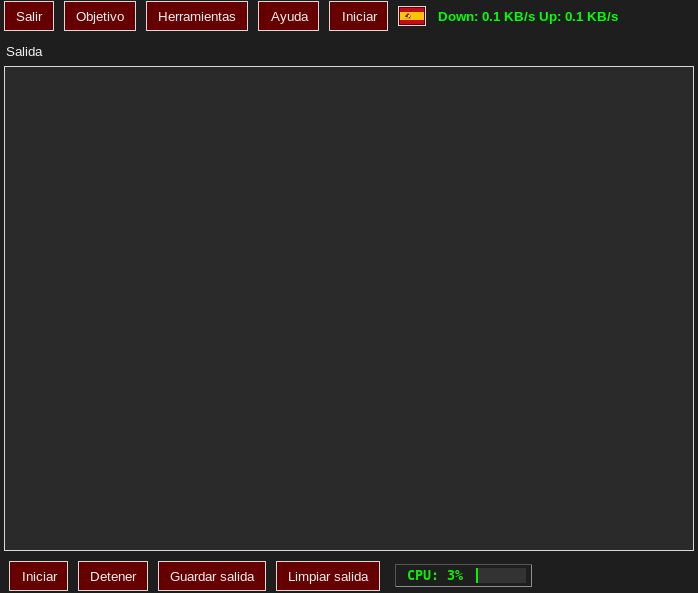 Salir Objetivo Herramientas Ayuda Iniciar Down: 0.1 KB/s Up: 0.1 KB/s
Salida
Iniciar Detener Guardar salida Limpiar salida CPU: 3%